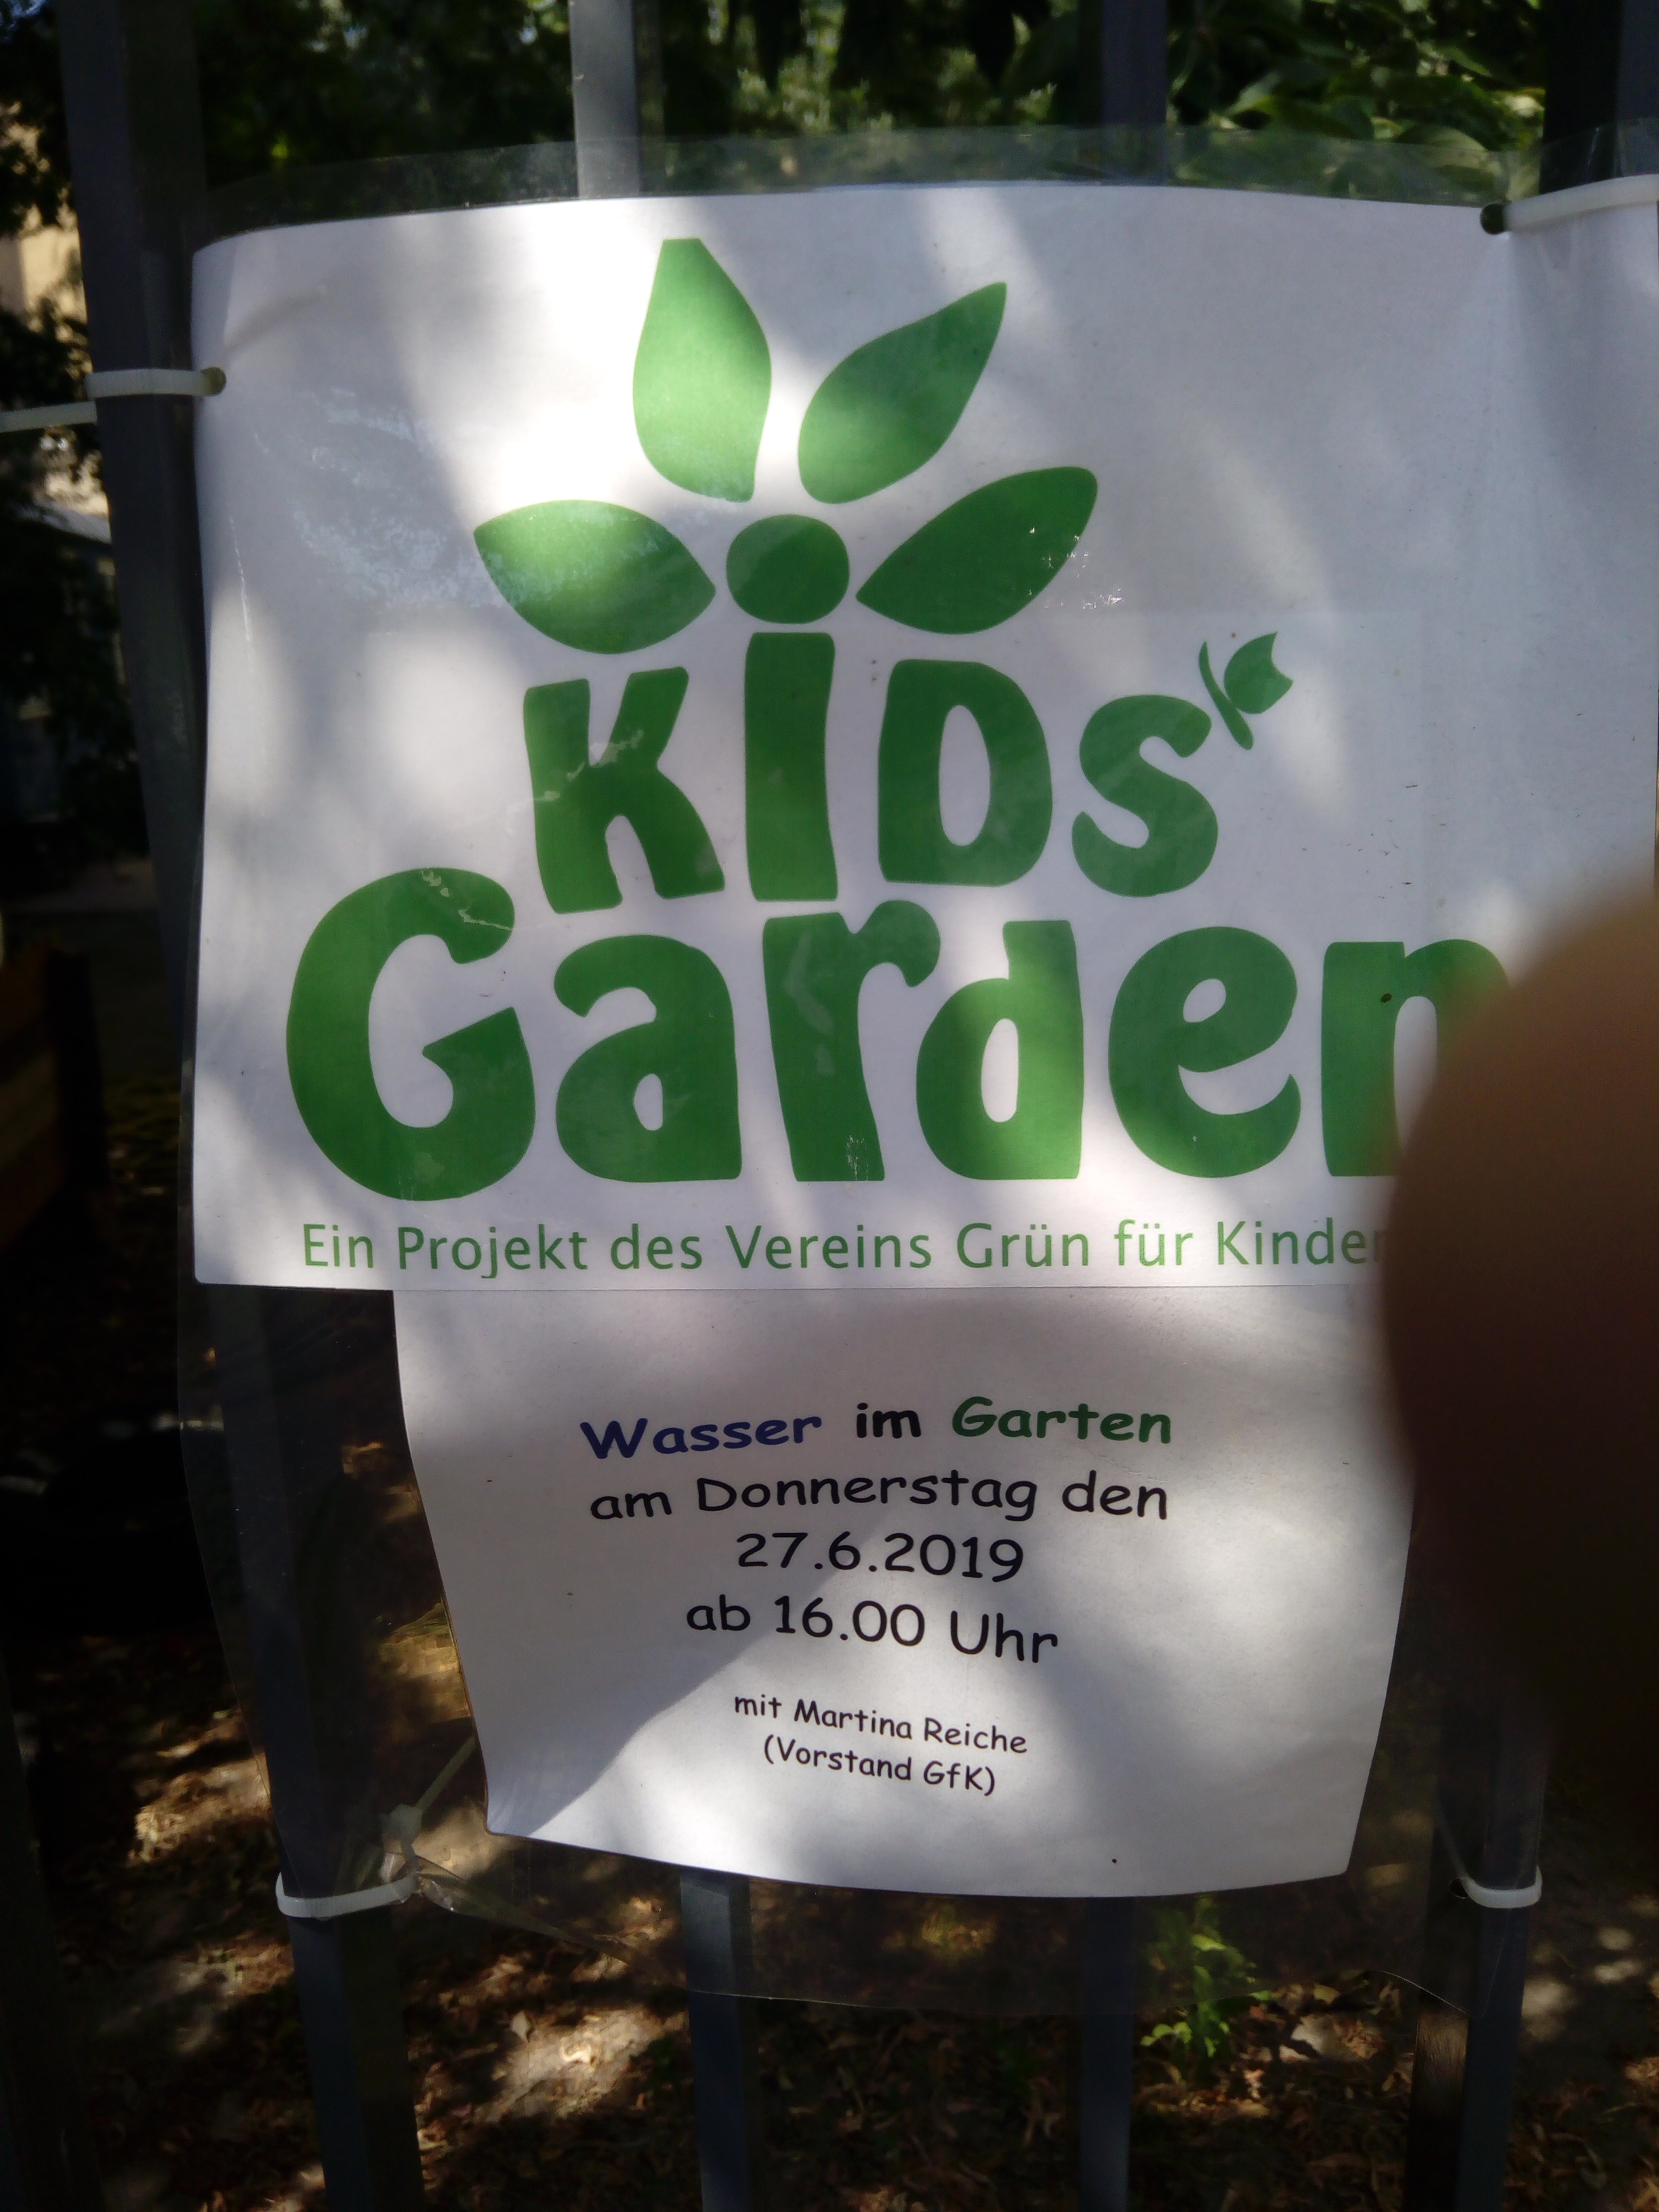 KIDs'
Garden
Ein Projekt des Vereins Grün für Kinder
Wasser im Garten
am Donnerstag den
27.6.2019
ab 16.00 Uhr
mit Martina Reiche
(Vorstand GfK)